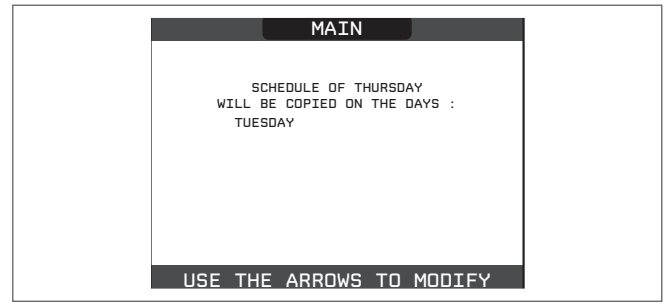 MAIN
SCHEDULE OF THURSDAY
WILL BE COPIED ON THE DAYS :
TUESDAY
USE THE ARROWS TO MODIFY